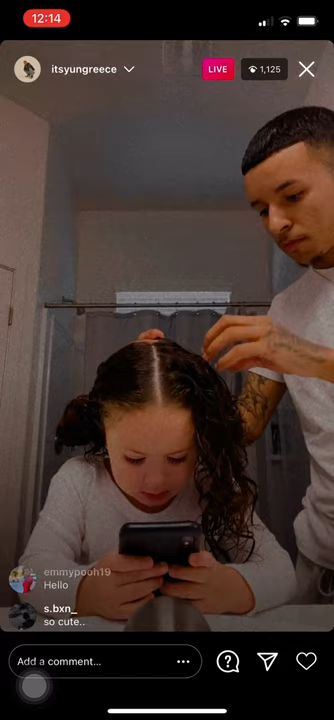 12:14
itsyungreece
LIVE
1,125
emmypooh19
Hello
s.bxn_
so cute..
Add a comment...